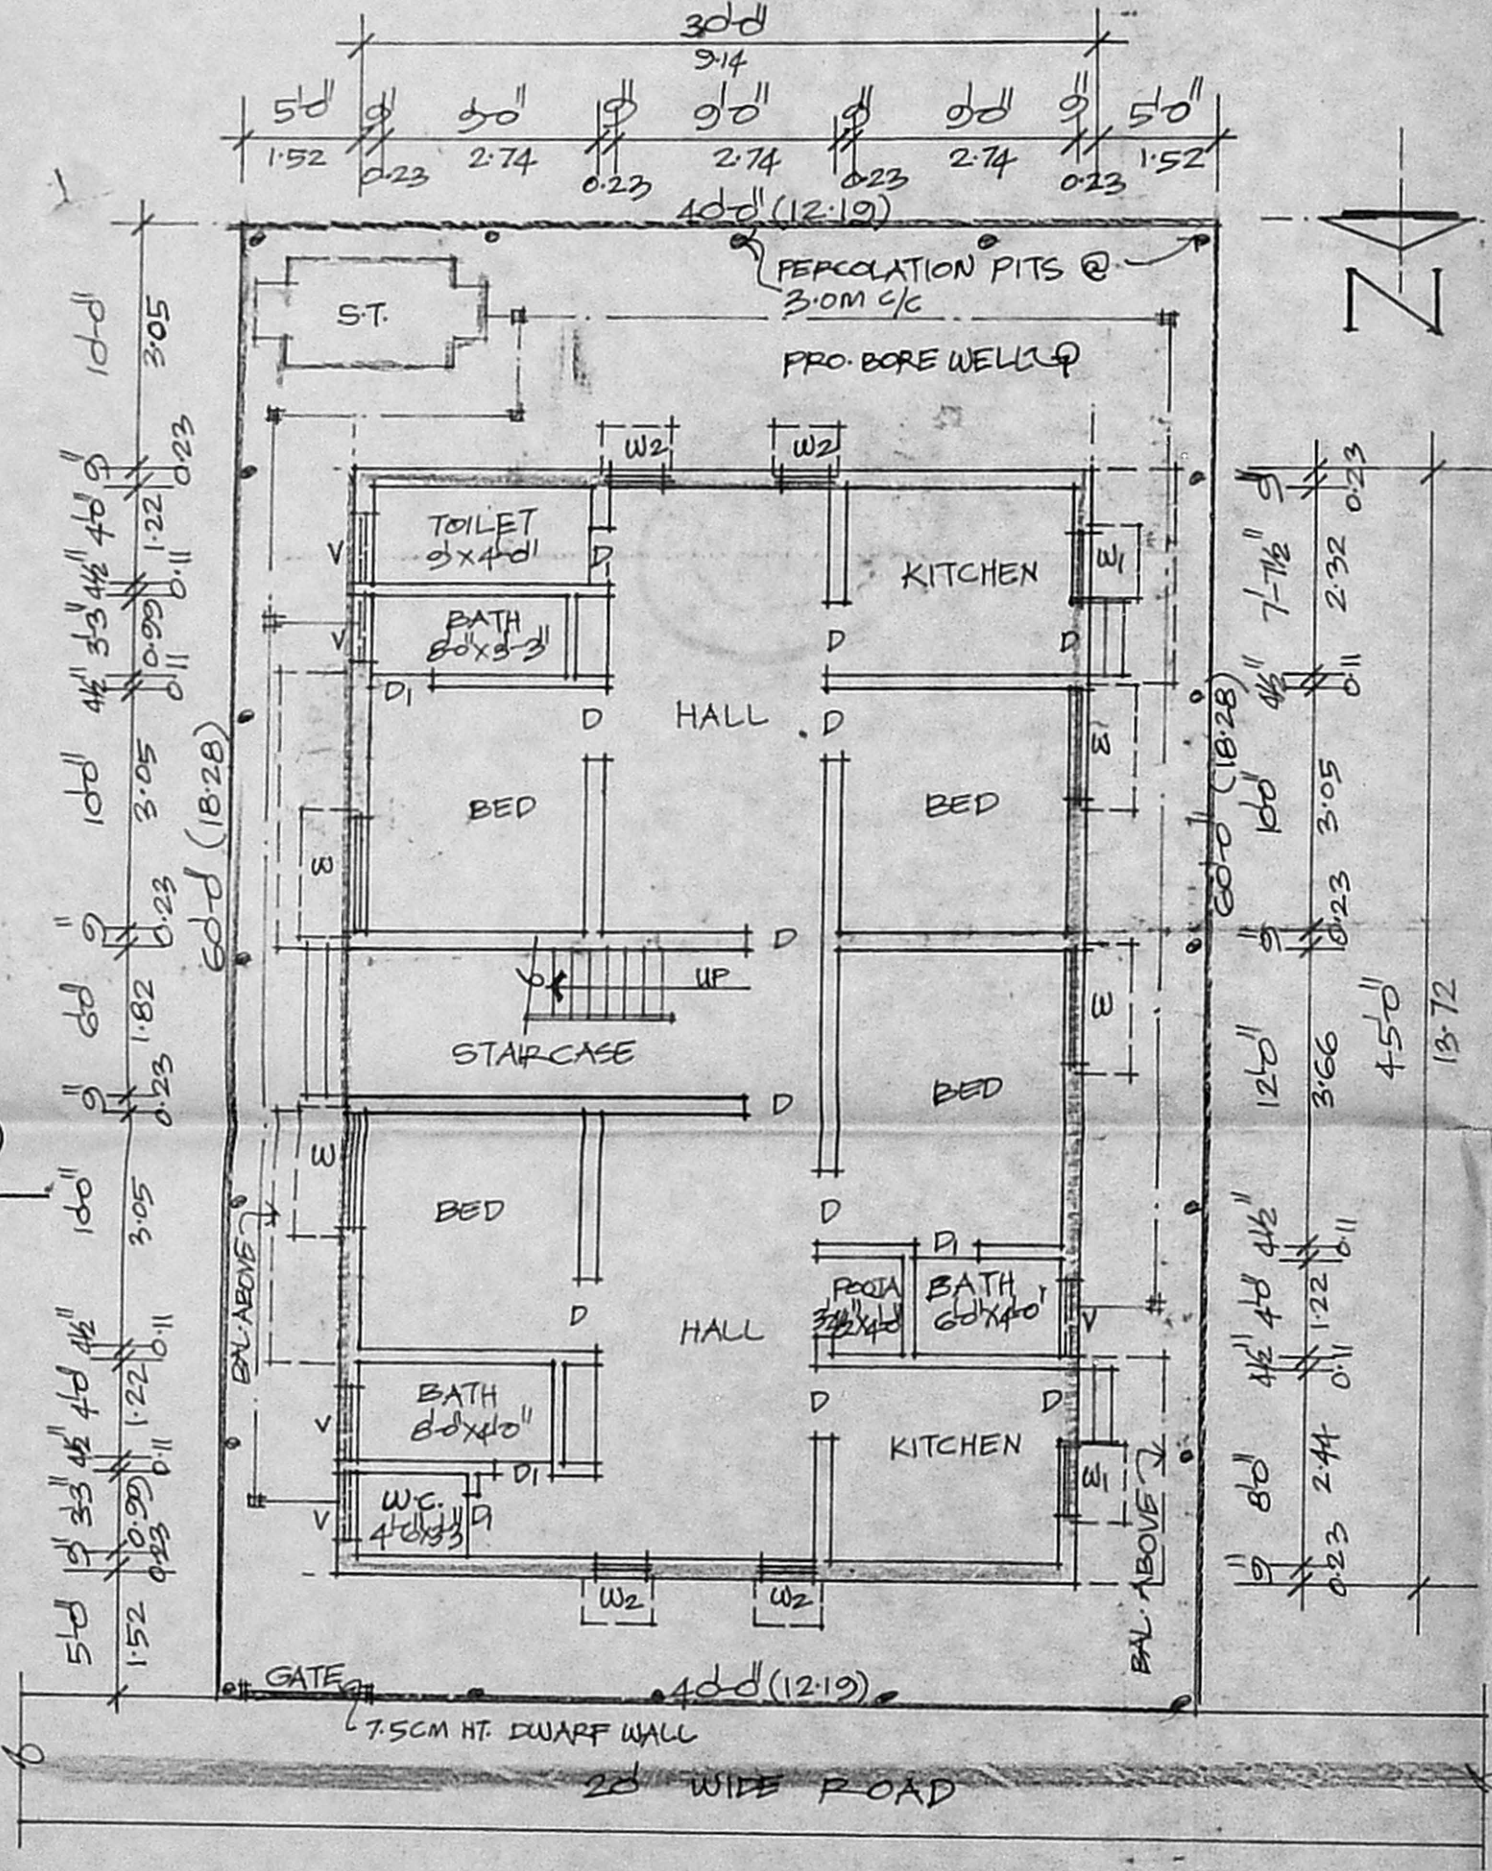 30'-0"
9.14
5'-0" 9" 9'-0" 9" 9'-0" 9" 9'-0" 9" 5'-0"
1.52 0.23 2.74 0.23 2.74 0.23 2.74 0.23 1.52
40'-0" (12.19)
PERCOLATION PITS @
3.0M C/C
S.T.
PRO. BORE WELL
N
W2 W2
TOILET
9'X4'-0"
D
V
KITCHEN
W1
BATH
8'-0"X3'-3"
V
D
D
D1
D
HALL
D
W
BED
BED
W
D
UP
STAIRCASE
W
BED
D
W
BED
D
D
D1
POOJA
BATH
6'-0"X4'-0"
V
HALL
BATH
8'-0"X4'-0"
V
D
D
KITCHEN
W1
D1
W.C.
4'-0"X3'-3"
D1
V
W2 W2
GATE
40'-0" (12.19)
7.5CM HT. DWARF WALL
20' WIDE ROAD
10'-0" 3.05
9" 0.23
4'-0" 1.22
4½" 0.11
3'-3" 0.99
4½" 0.11
10'-0" 3.05
60'-0" (18.28)
9" 0.23
6'-0" 1.82
9" 0.23
10'-0" 3.05
BAL. ABOVE
4½" 0.11
4'-0" 1.22
4½" 0.11
3'-3" 0.99
9" 0.23
5'-0" 1.52
9" 0.23
7'-7½" 2.32
4½" 0.11
60'-0" (18.28)
10'-0" 3.05
9" 0.23
12'-0" 3.66
45'-0"
13.72
4½" 0.11
4'-0" 1.22
4½" 0.11
8'-0" 2.44
9" 0.23
BAL. ABOVE